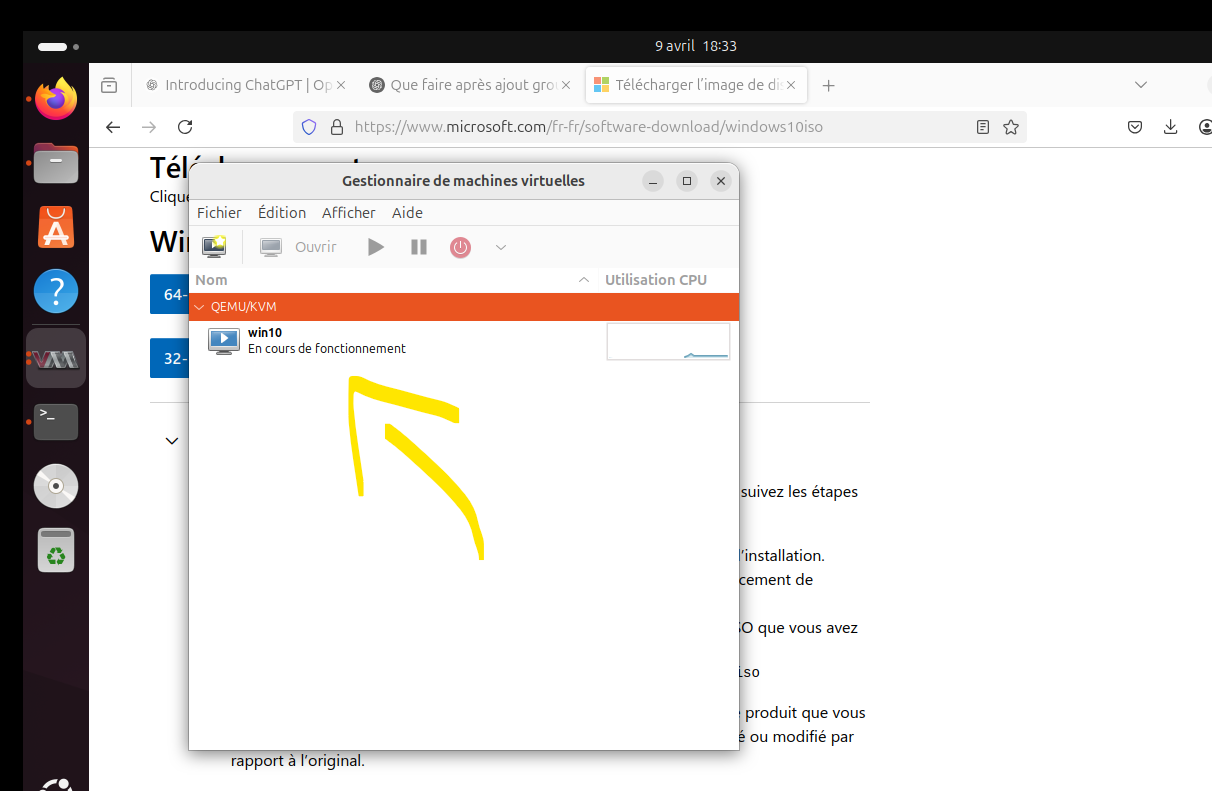 9 avril 18:33
Introducing ChatGPT | Op
Que faire après ajout gro
Télécharger l'image de di
https://www.microsoft.com/fr-fr/software-download/windows10iso
Clique
Gestionnaire de machines virtuelles
Fichier Édition Afficher Aide
Ouvrir
Nom Utilisation CPU
QEMU/KVM
win10
En cours de fonctionnement
64-
32-
suivez les étapes
l'installation.
cement de
SO que vous avez
iso
produit que vous
é ou modifié par
rapport à l'original.